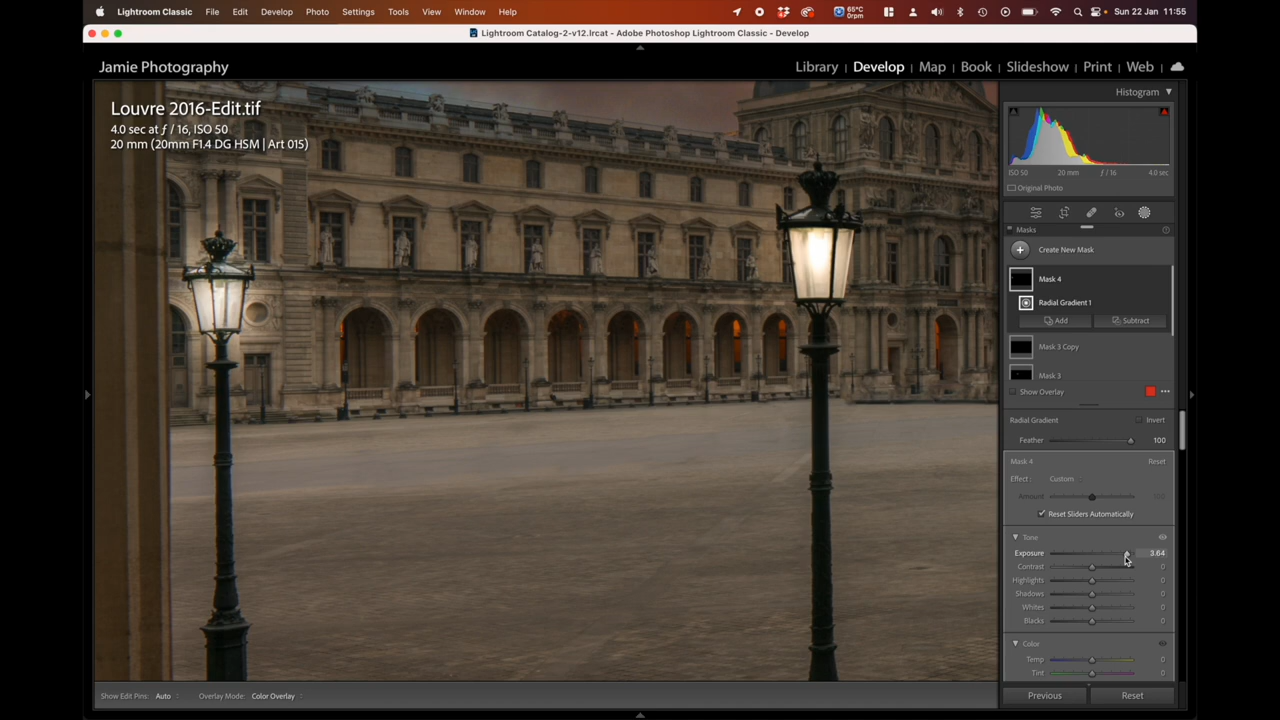 Lightroom Classic File Edit Develop Photo Settings Tools View Window Help 65°C 0rpm Sun 22 Jan 11:55
Lightroom Catalog-2-v12.lrcat - Adobe Photoshop Lightroom Classic - Develop
Jamie Photography Library | Develop | Map | Book | Slideshow | Print | Web
Histogram
Louvre 2016-Edit.tif
4.0 sec at ƒ / 16, ISO 50
20 mm (20mm F1.4 DG HSM | Art 015)
ISO 50 20 mm ƒ / 16 4.0 sec
Original Photo
Masks
Create New Mask
Mask 4
Radial Gradient 1
Add Subtract
Mask 3 Copy
Mask 3
Show Overlay
Radial Gradient Invert
Feather 100
Mask 4 Reset
Effect : Custom
Amount 100
Reset Sliders Automatically
Tone
Exposure 3.64
Contrast 0
Highlights 0
Shadows 0
Whites 0
Blacks 0
Color
Temp 0
Tint 0
Show Edit Pins: Auto Overlay Mode: Color Overlay Previous Reset